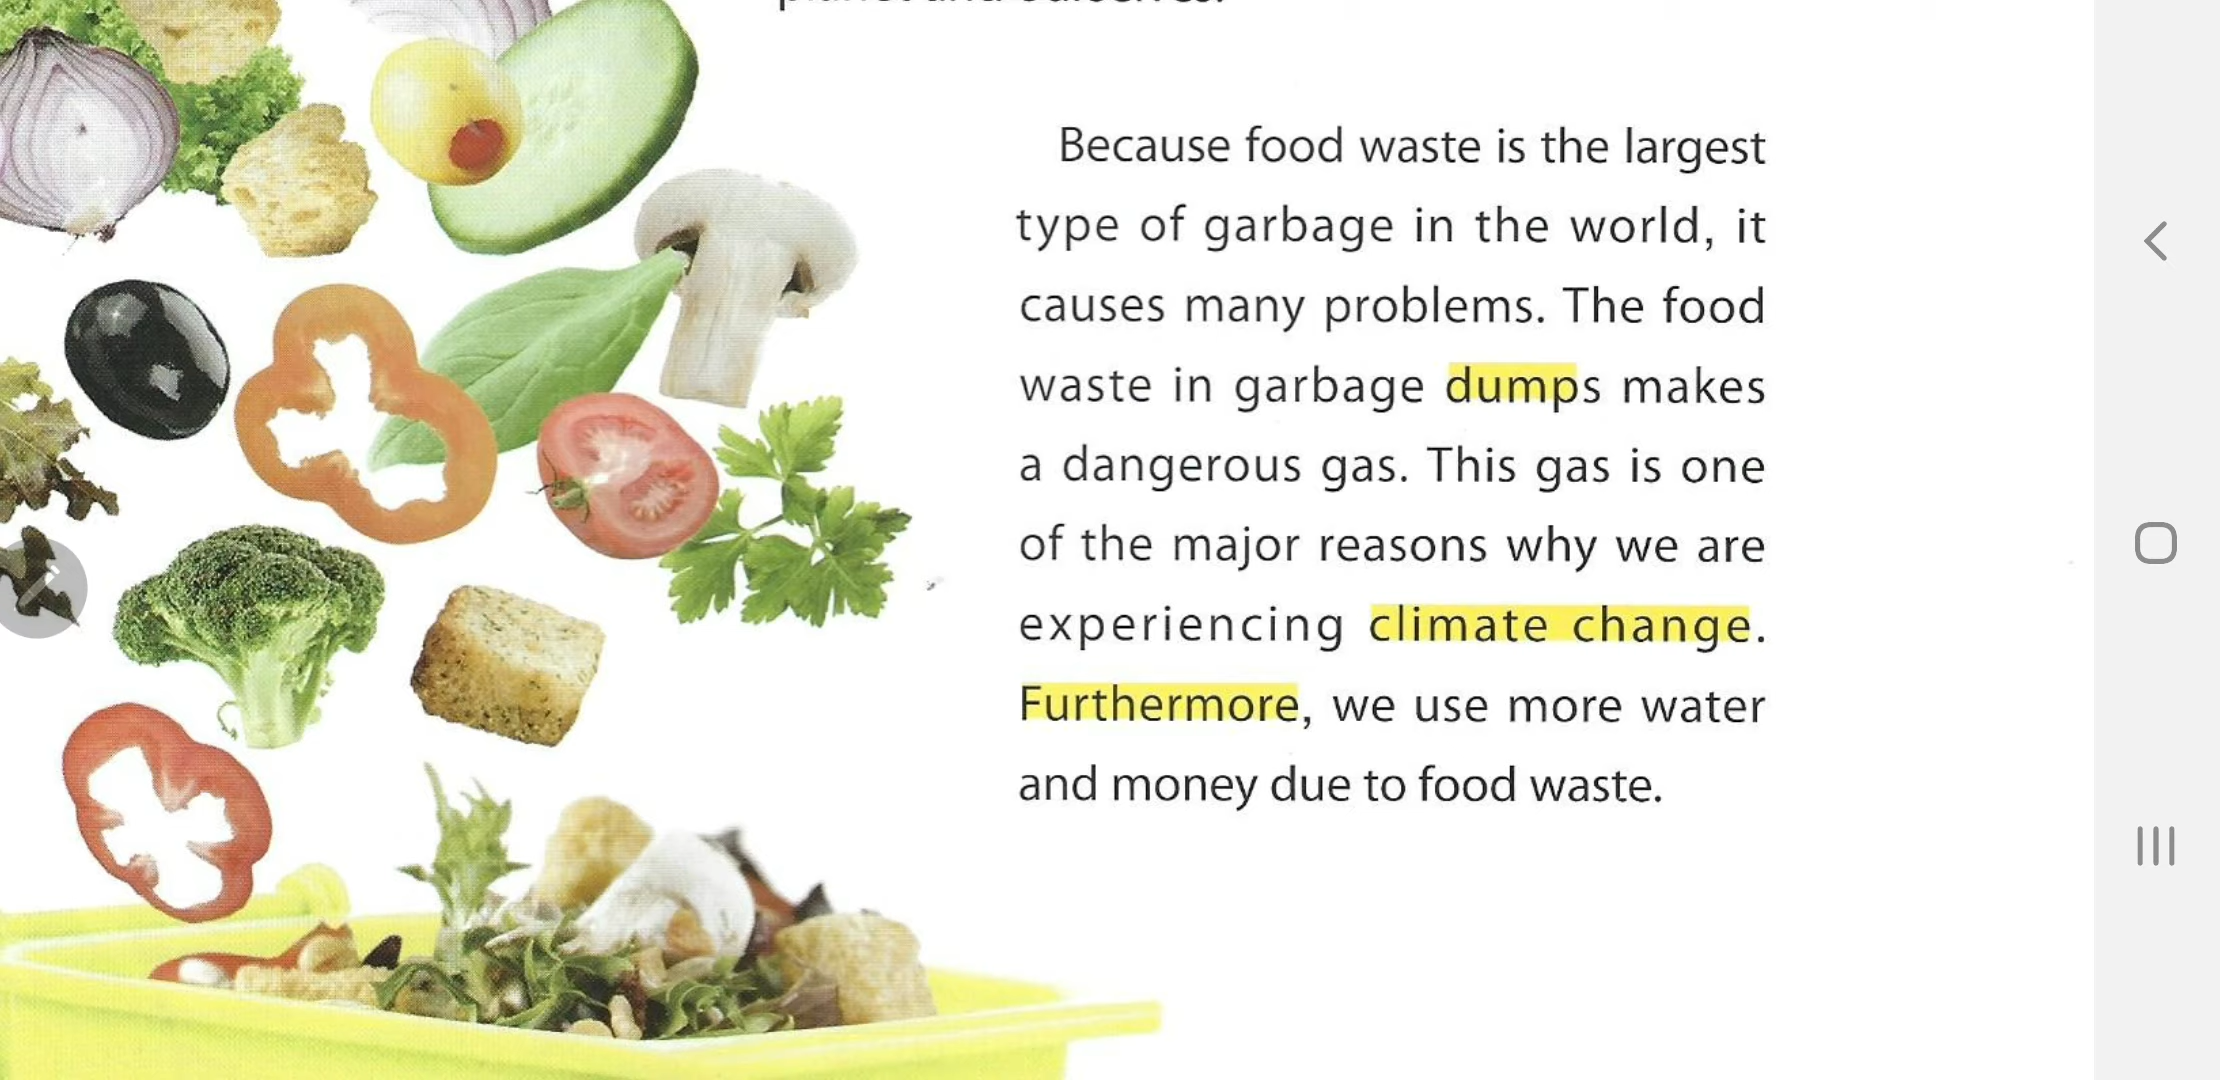 Because food waste is the largest
type of garbage in the world, it
causes many problems. The food
waste in garbage dumps makes
a dangerous gas. This gas is one
of the major reasons why we are
experiencing climate change.
Furthermore, we use more water
and money due to food waste.